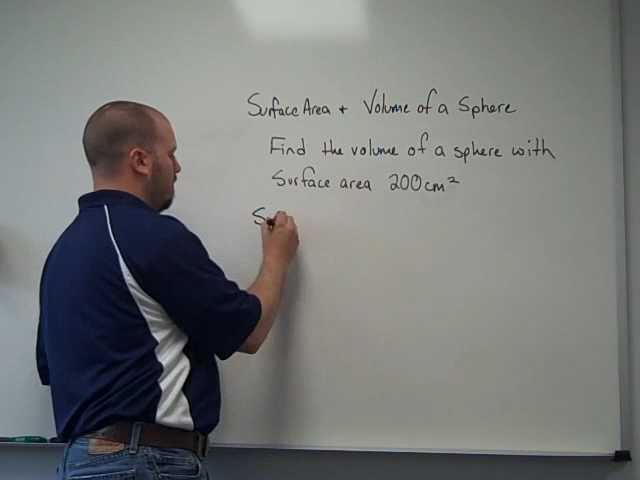 Surface Area + Volume of a Sphere
Find the volume of a sphere with
Surface area 200cm²
S